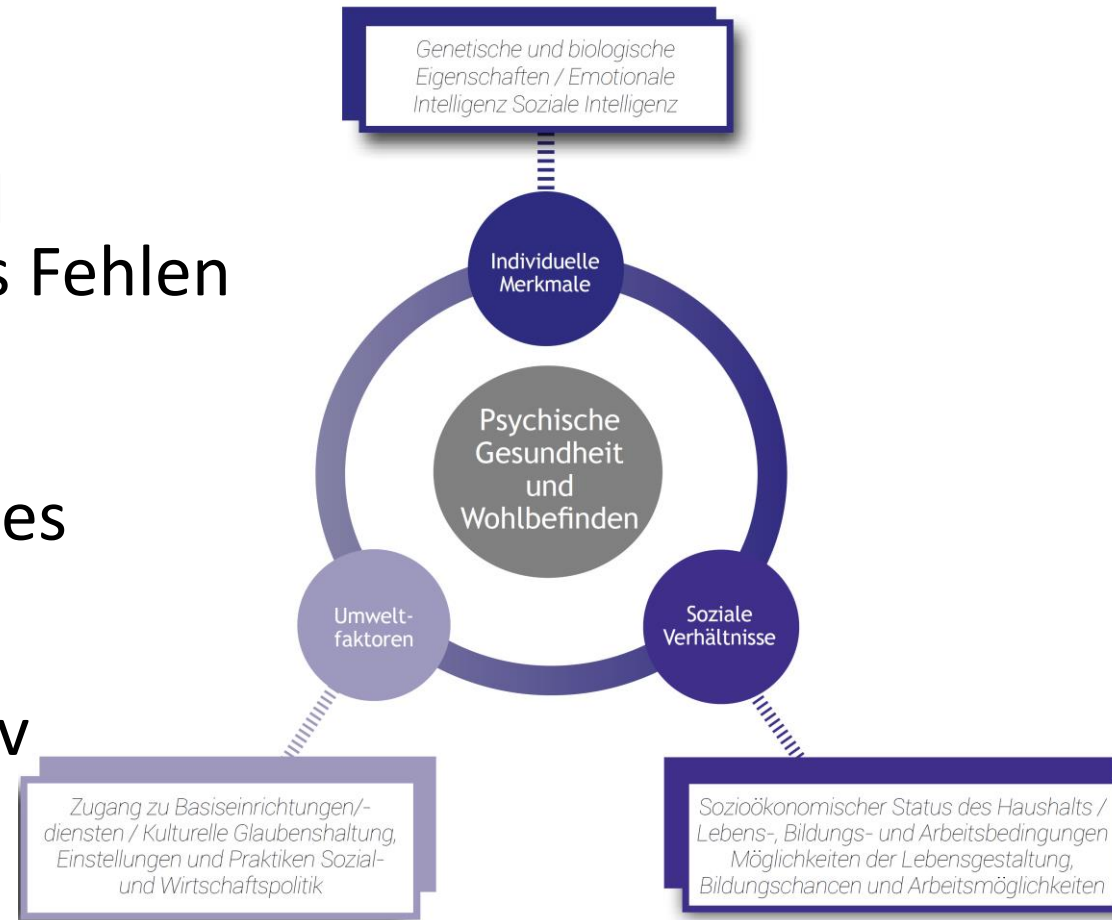 Genetische und biologische
Eigenschaften / Emotionale
Intelligenz Soziale Intelligenz
s Fehlen
Individuelle
Merkmale
Psychische
Gesundheit
und
Wohlbefinden
es
Umwelt-
faktoren
Soziale
Verhältnisse
v
Zugang zu Basiseinrichtungen/-
diensten / Kulturelle Glaubenshaltung,
Einstellungen und Praktiken Sozial-
und Wirtschaftspolitik
Sozioökonomischer Status des Haushalts /
Lebens-, Bildungs- und Arbeitsbedingungen
Möglichkeiten der Lebensgestaltung,
Bildungschancen und Arbeitsmöglichkeiten